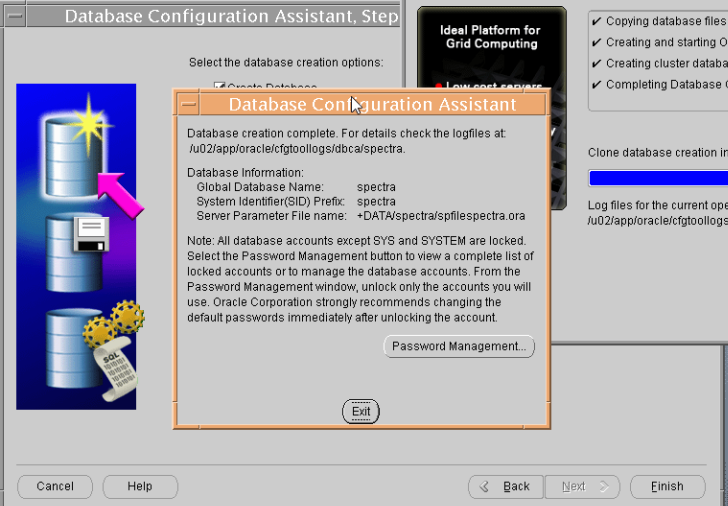 Database Configuration Assistant, Step
Select the database creation options:
Create Database
Ideal Platform for
Grid Computing
Low cost servers
✔ Copying database files
✔ Creating and starting O
✔ Creating cluster databa
✔ Completing Database
Clone database creation in
Log files for the current ope
/u02/app/oracle/cfgtoollogs
Database Configuration Assistant
Database creation complete. For details check the logfiles at:
/u02/app/oracle/cfgtoollogs/dbca/spectra.
Database Information:
Global Database Name: spectra
System Identifier(SID) Prefix: spectra
Server Parameter File name: +DATA/spectra/spfilespectra.ora
Note: All database accounts except SYS and SYSTEM are locked.
Select the Password Management button to view a complete list of
locked accounts or to manage the database accounts. From the
Password Management window, unlock only the accounts you will
use. Oracle Corporation strongly recommends changing the
default passwords immediately after unlocking the account.
Password Management...
Exit
SQL
Cancel
Help
Back
Next
Finish